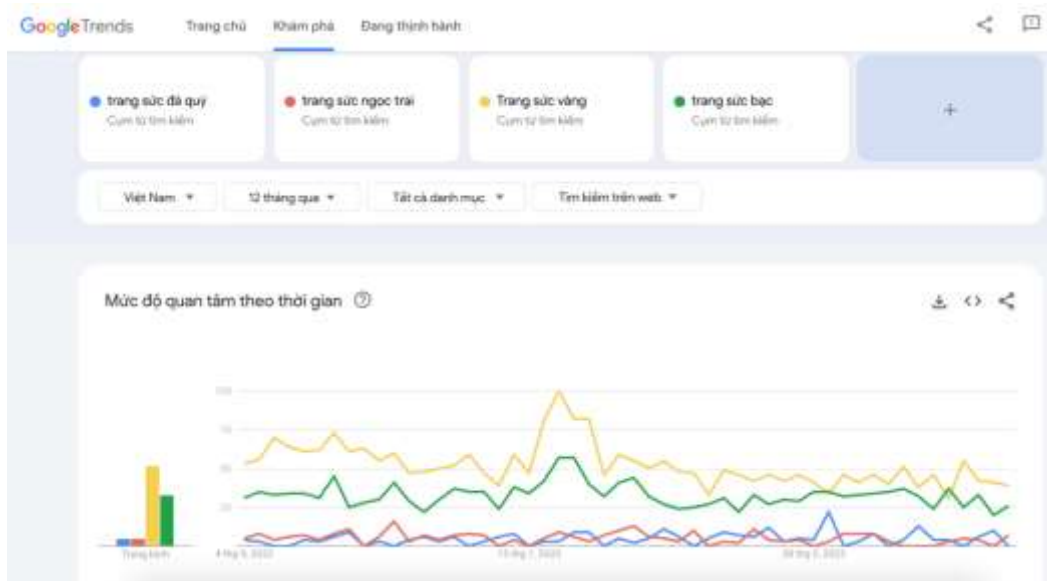 Google Trends Trang chủ Khám phá Đang thịnh hành
trang sức đá quý trang sức ngọc trai Trang sức vàng trang sức bạc
Cụm từ tìm kiếm Cụm từ tìm kiếm Cụm từ tìm kiếm Cụm từ tìm kiếm
+
Việt Nam 12 tháng qua Tất cả danh mục Tìm kiếm trên web
Mức độ quan tâm theo thời gian
100
Trung bình